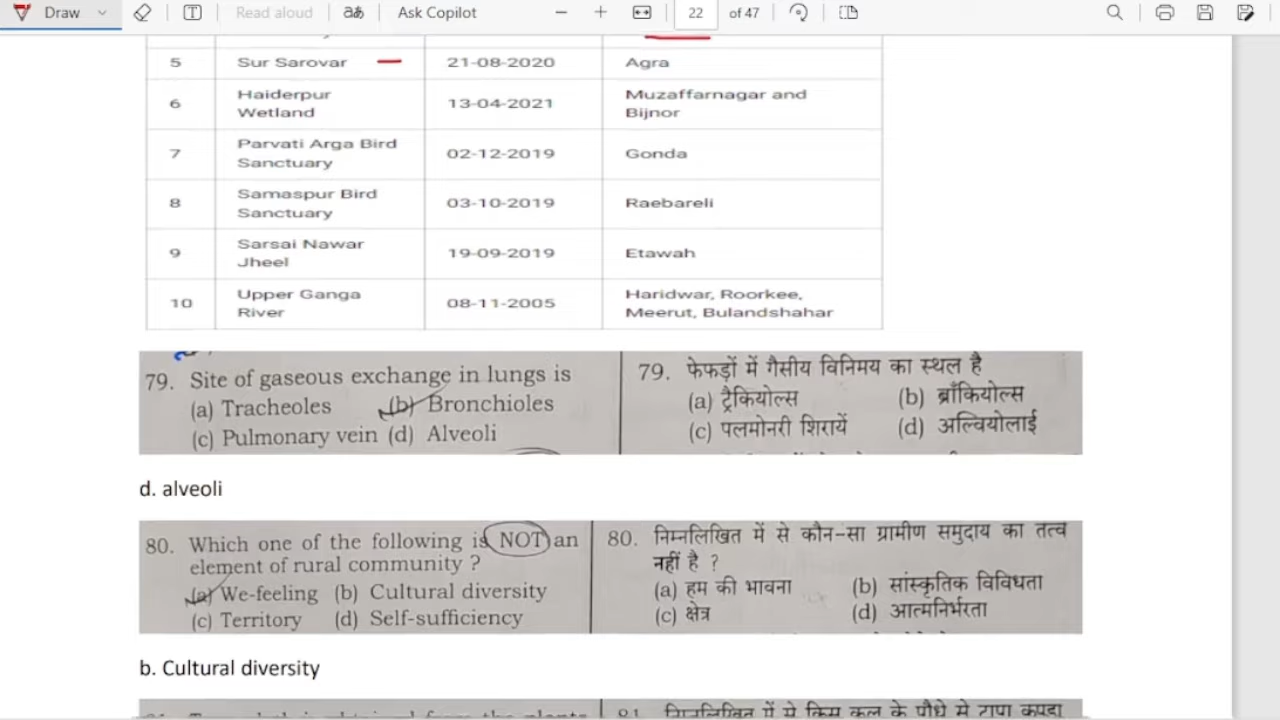 Draw
Read aloud
Ask Copilot
22 of 47
5 Sur Sarovar 21-08-2020 Agra
6 Haiderpur Wetland 13-04-2021 Muzaffarnagar and Bijnor
7 Parvati Arga Bird Sanctuary 02-12-2019 Gonda
8 Samaspur Bird Sanctuary 03-10-2019 Raebareli
9 Sarsai Nawar Jheel 19-09-2019 Etawah
10 Upper Ganga River 08-11-2005 Haridwar, Roorkee, Meerut, Bulandshahar
79. Site of gaseous exchange in lungs is
(a) Tracheoles (b) Bronchioles
(c) Pulmonary vein (d) Alveoli
79. फेफड़ों में गैसीय विनिमय का स्थल है
(a) ट्रैकियोल्स (b) ब्रॉंकियोल्स
(c) पलमोनरी शिरायें (d) अल्वियोलाई
d. alveoli
80. Which one of the following is NOT an
element of rural community ?
(a) We-feeling (b) Cultural diversity
(c) Territory (d) Self-sufficiency
80. निम्नलिखित में से कौन-सा ग्रामीण समुदाय का तत्व
नहीं है ?
(a) हम की भावना (b) सांस्कृतिक विविधता
(c) क्षेत्र (d) आत्मनिर्भरता
b. Cultural diversity